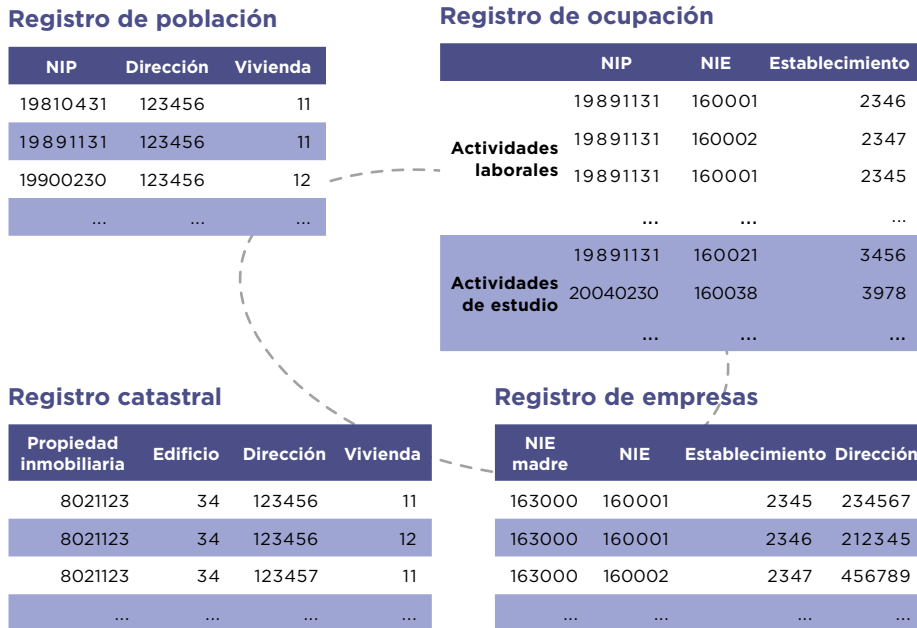 Registro de población
NIP Dirección Vivienda
19810431 123456 11
19891131 123456 11
19900230 123456 12
... ... ...
Registro de ocupación
NIP NIE Establecimiento
Actividades laborales
19891131 160001 2346
19891131 160002 2347
19891131 160001 2345
... ... ...
Actividades de estudio
19891131 160021 3456
20040230 160038 3978
... ... ...
Registro catastral
Propiedad inmobiliaria Edificio Dirección Vivienda
8021123 34 123456 11
8021123 34 123456 12
8021123 34 123457 11
... ... ... ...
Registro de empresas
NIE madre NIE Establecimiento Dirección
163000 160001 2345 234567
163000 160001 2346 212345
163000 160002 2347 456789
... ... ... ...